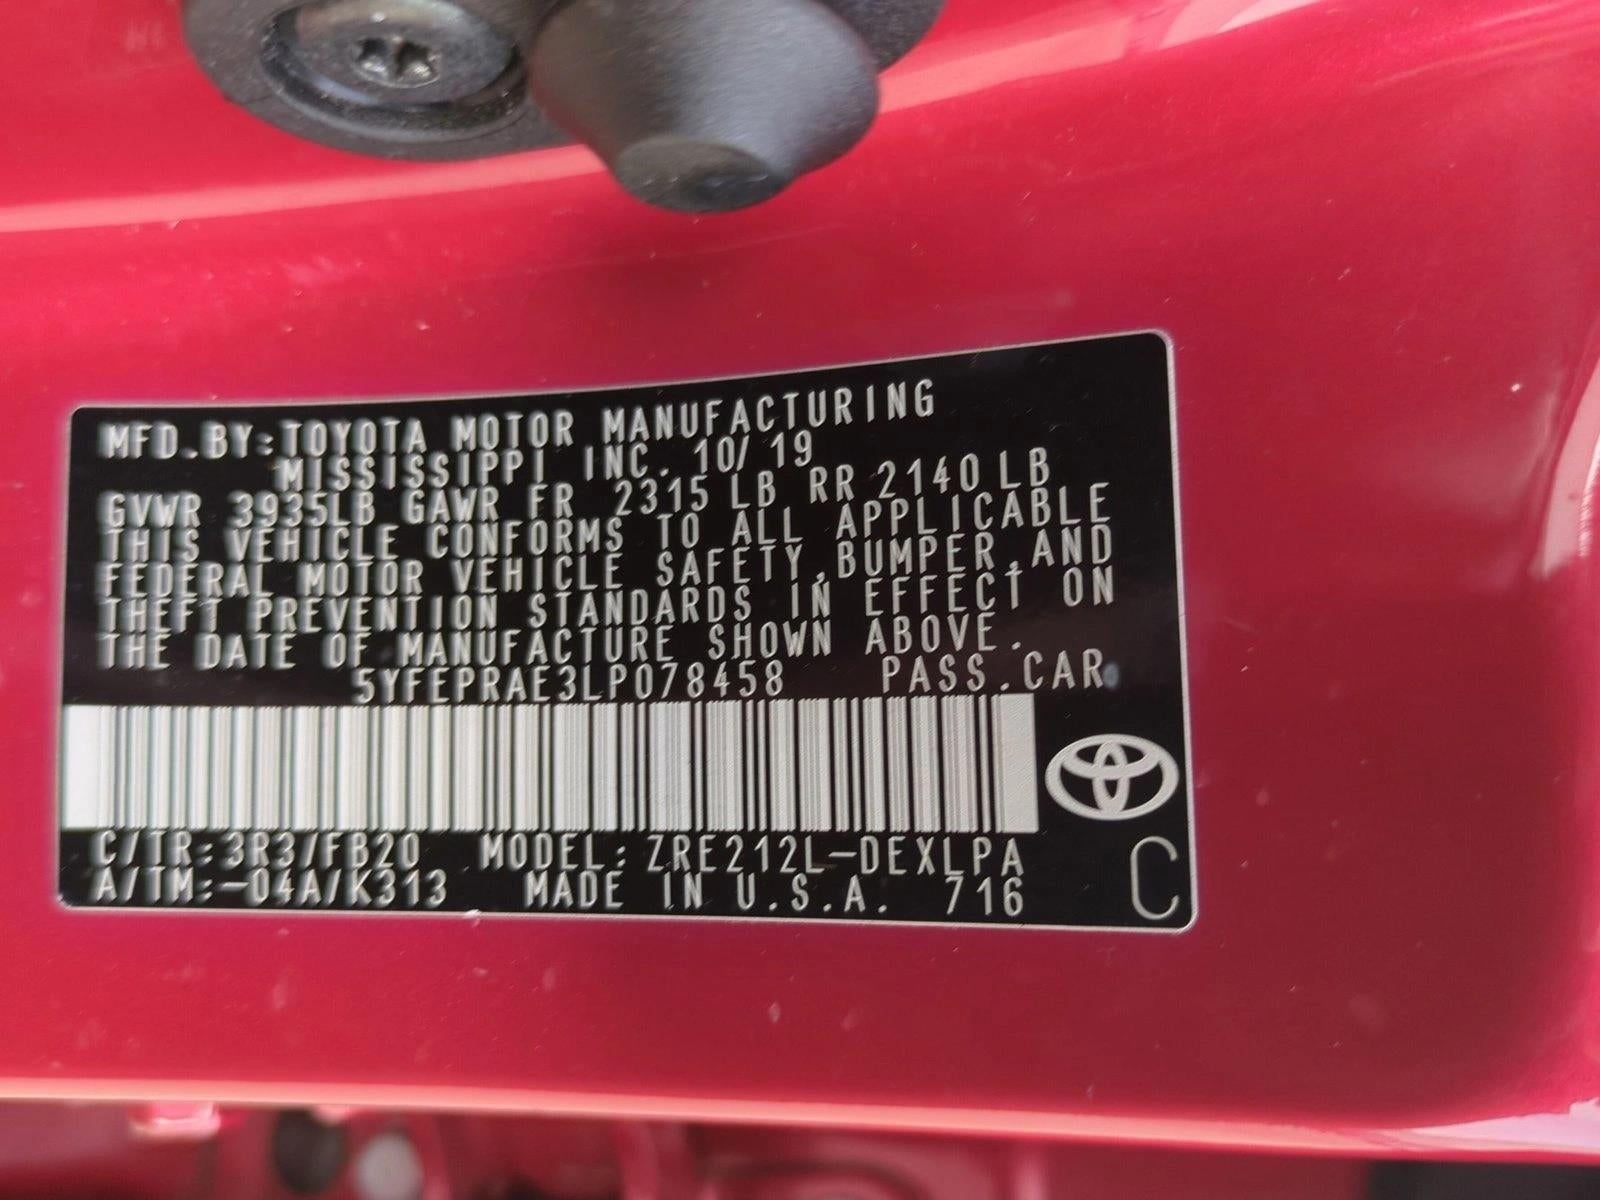 MFD.BY:TOYOTA MOTOR MANUFACTURING
MISSISSIPPI INC. 10/19
GVWR 3935LB GAWR FR 2315 LB RR 2140 LB
THIS VEHICLE CONFORMS TO ALL APPLICABLE
FEDERAL MOTOR VEHICLE SAFETY,BUMPER,AND
THEFT PREVENTION STANDARDS IN EFFECT ON
THE DATE OF MANUFACTURE SHOWN ABOVE.
5YFEPRAE3LP078458 PASS.CAR
C/TR:3R3/FB20 MODEL:ZRE212L-DEXLPA
A/TM:-04A/K313 MADE IN U.S.A. 716
C